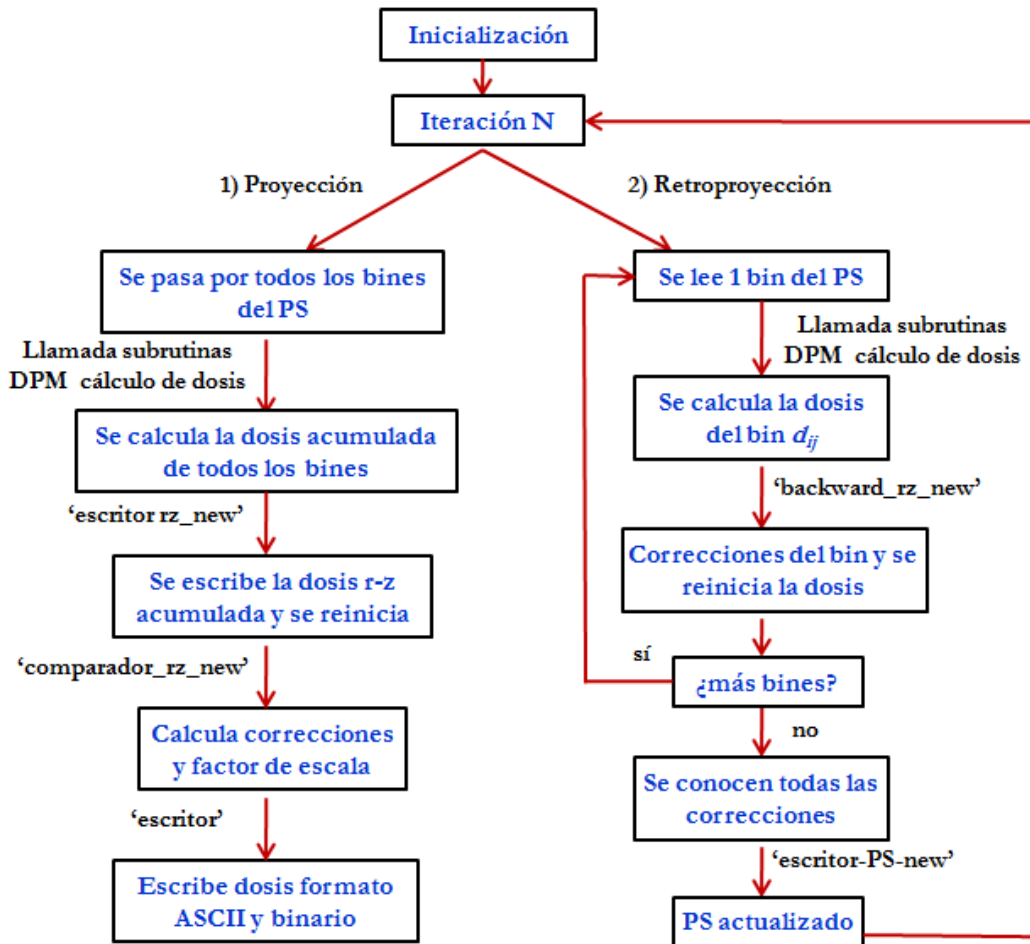 Inicialización
Iteración N
1) Proyección
2) Retroproyección
Se pasa por todos los bines
del PS
Llamada subrutinas
DPM cálculo de dosis
Se calcula la dosis acumulada
de todos los bines
‘escritor rz_new’
Se escribe la dosis r-z
acumulada y se reinicia
‘comparador_rz_new’
Calcula correcciones
y factor de escala
‘escritor’
Escribe dosis formato
ASCII y binario
Se lee 1 bin del PS
Llamada subrutinas
DPM cálculo de dosis
Se calcula la dosis
del bin dij
‘backward_rz_new’
Correcciones del bin y se
reinicia la dosis
sí
¿más bines?
no
Se conocen todas las
correcciones
‘escritor-PS-new’
PS actualizado